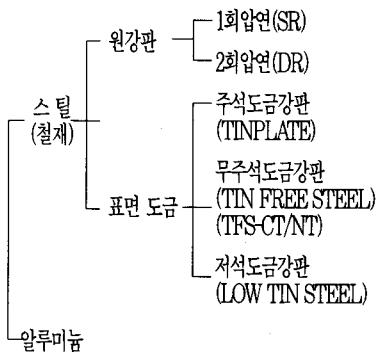 1회압연(SR)
원강판
2회압연(DR)
스 틸
(철재)
주석도금강판
(TINPLATE)
무주석도금강판
(TIN FREE STEEL)
(TFS-CT/NT)
표면 도금
저석도금강판
(LOW TIN STEEL)
알루미늄